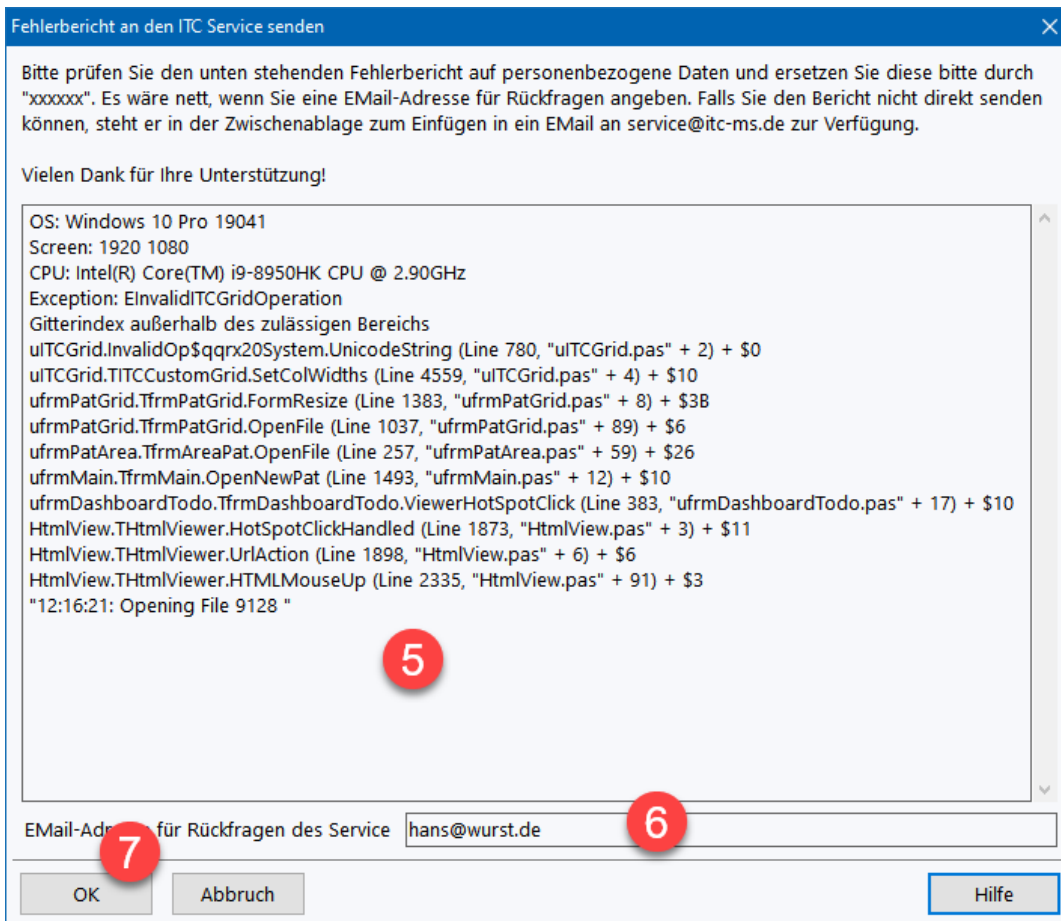 Fehlerbericht an den ITC Service senden
Bitte prüfen Sie den unten stehenden Fehlerbericht auf personenbezogene Daten und ersetzen Sie diese bitte durch
"xxxxxx". Es wäre nett, wenn Sie eine EMail-Adresse für Rückfragen angeben. Falls Sie den Bericht nicht direkt senden
können, steht er in der Zwischenablage zum Einfügen in ein EMail an service@itc-ms.de zur Verfügung.
Vielen Dank für Ihre Unterstützung!
OS: Windows 10 Pro 19041
Screen: 1920 1080
CPU: Intel(R) Core(TM) i9-8950HK CPU @ 2.90GHz
Exception: EInvalidITCGridOperation
Gitterindex außerhalb des zulässigen Bereichs
uITCGrid.InvalidOp$qqrx20System.UnicodeString (Line 780, "uITCGrid.pas" + 2) + $0
uITCGrid.TITCCustomGrid.SetColWidths (Line 4559, "uITCGrid.pas" + 4) + $10
ufrmPatGrid.TfrmPatGrid.FormResize (Line 1383, "ufrmPatGrid.pas" + 8) + $3B
ufrmPatGrid.TfrmPatGrid.OpenFile (Line 1037, "ufrmPatGrid.pas" + 89) + $6
ufrmPatArea.TfrmAreaPat.OpenFile (Line 257, "ufrmPatArea.pas" + 59) + $26
ufrmMain.TfrmMain.OpenNewPat (Line 1493, "ufrmMain.pas" + 12) + $10
ufrmDashboardTodo.TfrmDashboardTodo.ViewerHotSpotClick (Line 383, "ufrmDashboardTodo.pas" + 17) + $10
HtmlView.THtmlViewer.HotSpotClickHandled (Line 1873, "HtmlView.pas" + 3) + $11
HtmlView.THtmlViewer.UrlAction (Line 1898, "HtmlView.pas" + 6) + $6
HtmlView.THtmlViewer.HTMLMouseUp (Line 2335, "HtmlView.pas" + 91) + $3
"12:16:21: Opening File 9128 "
5
EMail-Ad für Rückfragen des Service hans@wurst.de 6
7
OK Abbruch Hilfe